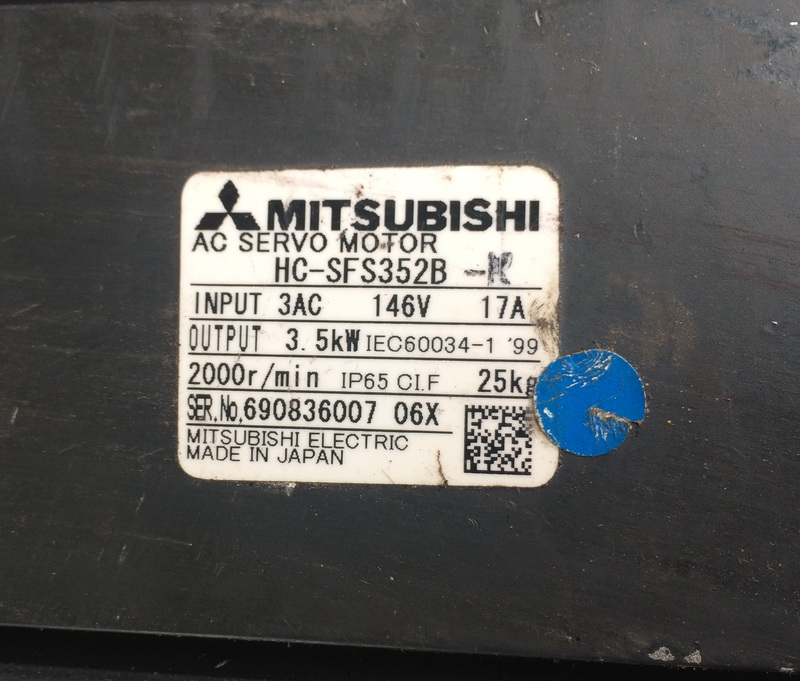 MITSUBISHI
AC SERVO MOTOR
HC-SFS352B -K
INPUT 3AC 146V 17A
OUTPUT 3.5kW IEC60034-1 '99
2000r/min IP65 CI.F 25kg
SER.No.690836007 06X
MITSUBISHI ELECTRIC
MADE IN JAPAN